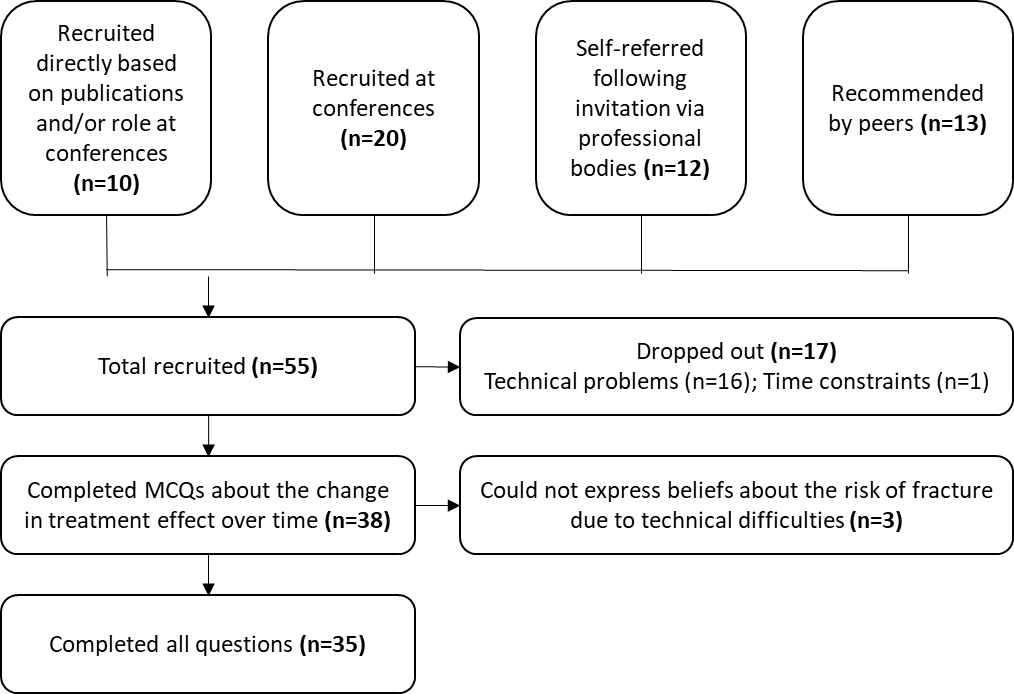 Recruited
directly based
on publications
and/or role at
conferences
(n=10)
Recruited at
conferences
(n=20)
Self-referred
following
invitation via
professional
bodies (n=12)
Recommended
by peers (n=13)
Total recruited (n=55)
Dropped out (n=17)
Technical problems (n=16); Time constraints (n=1)
Completed MCQs about the change
in treatment effect over time (n=38)
Could not express beliefs about the risk of fracture
due to technical difficulties (n=3)
Completed all questions (n=35)